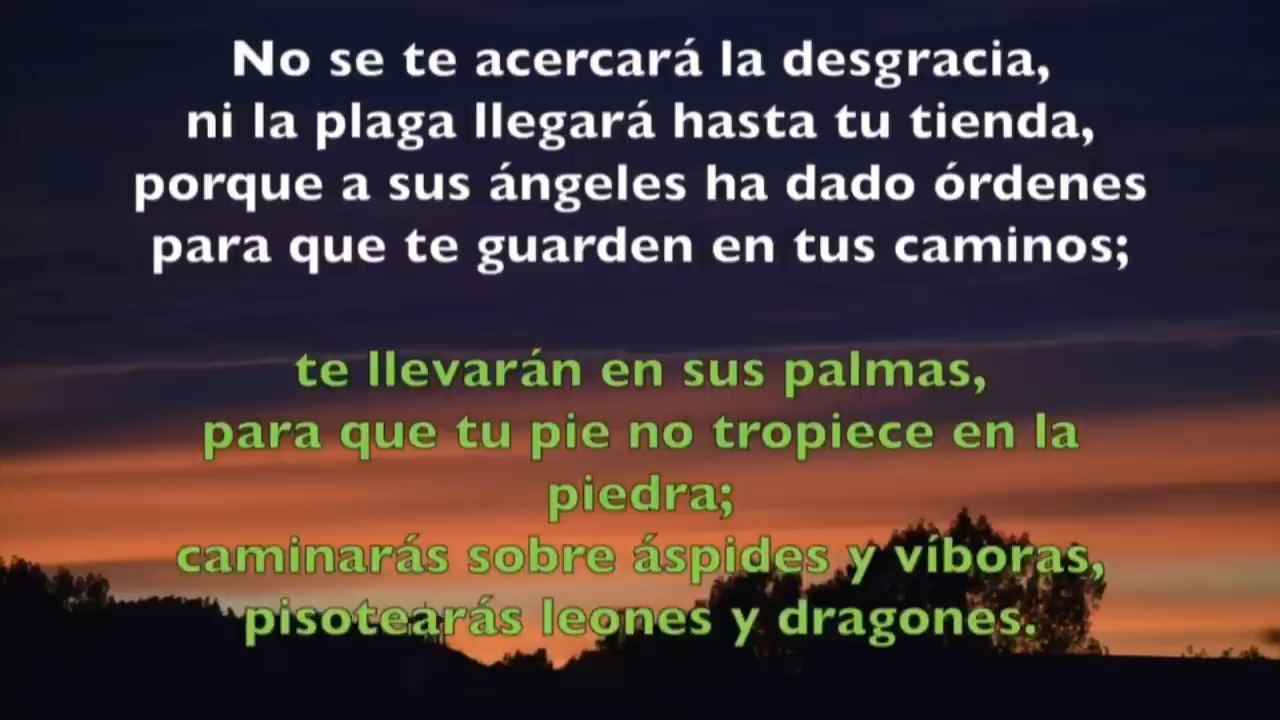 No se te acercará la desgracia,
ni la plaga llegará hasta tu tienda,
porque a sus ángeles ha dado órdenes
para que te guarden en tus caminos;
te llevarán en sus palmas,
para que tu pie no tropiece en la
piedra;
caminarás sobre áspides y víboras,
pisotearás leones y dragones.